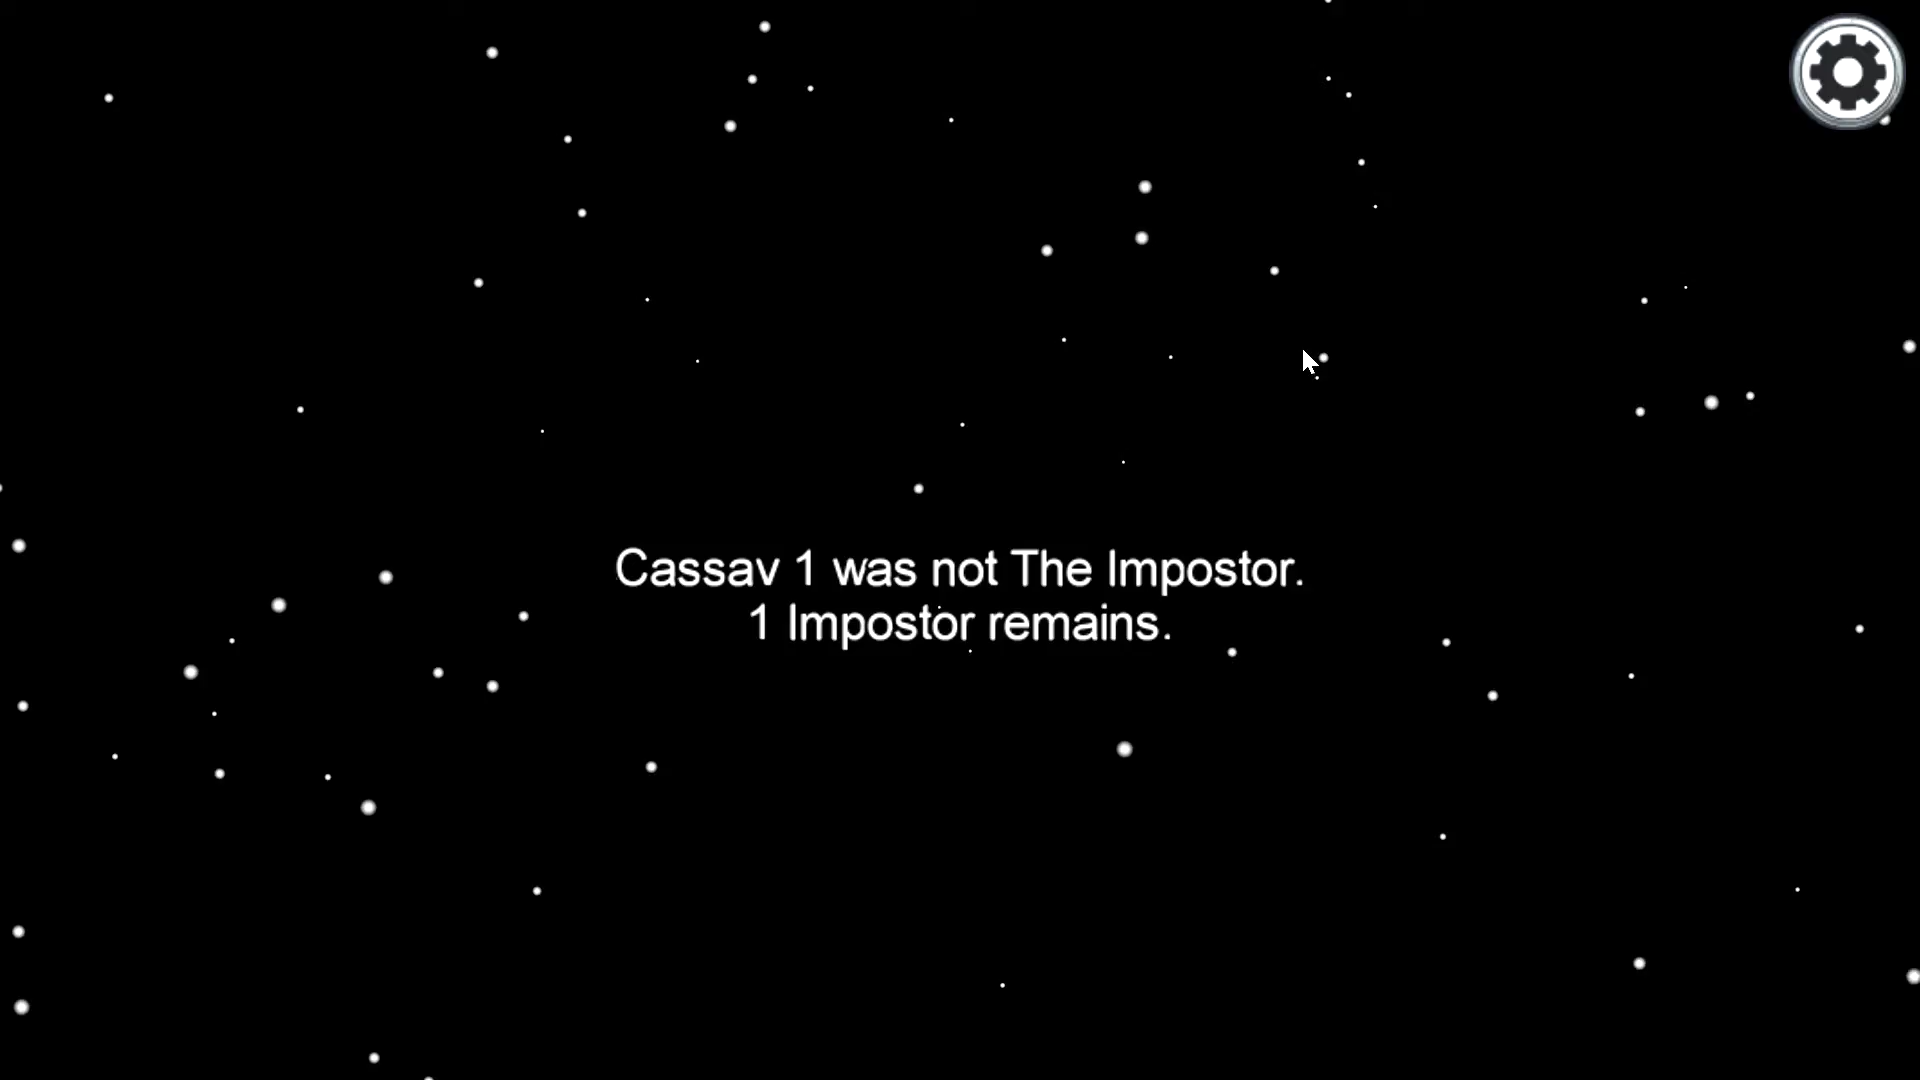 Cassav 1 was not The Impostor.
1 Impostor remains.